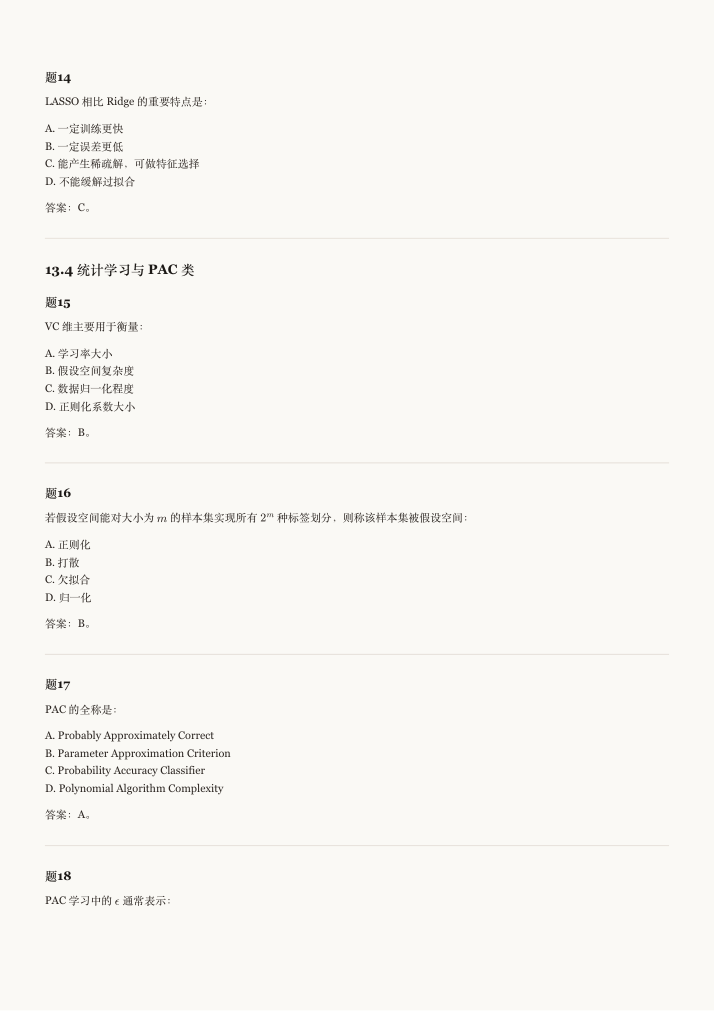 题14
LASSO 相比 Ridge 的重要特点是：
A. 一定训练更快
B. 一定误差更低
C. 能产生稀疏解，可做特征选择
D. 不能缓解过拟合
答案：C。
13.4 统计学习与 PAC 类
题15
VC 维主要用于衡量：
A. 学习率大小
B. 假设空间复杂度
C. 数据归一化程度
D. 正则化系数大小
答案：B。
题16
若假设空间能对大小为 m 的样本集实现所有 2^m 种标签划分，则称该样本集被假设空间：
A. 正则化
B. 打散
C. 欠拟合
D. 归一化
答案：B。
题17
PAC 的全称是：
A. Probably Approximately Correct
B. Parameter Approximation Criterion
C. Probability Accuracy Classifier
D. Polynomial Algorithm Complexity
答案：A。
题18
PAC 学习中的 ϵ 通常表示：